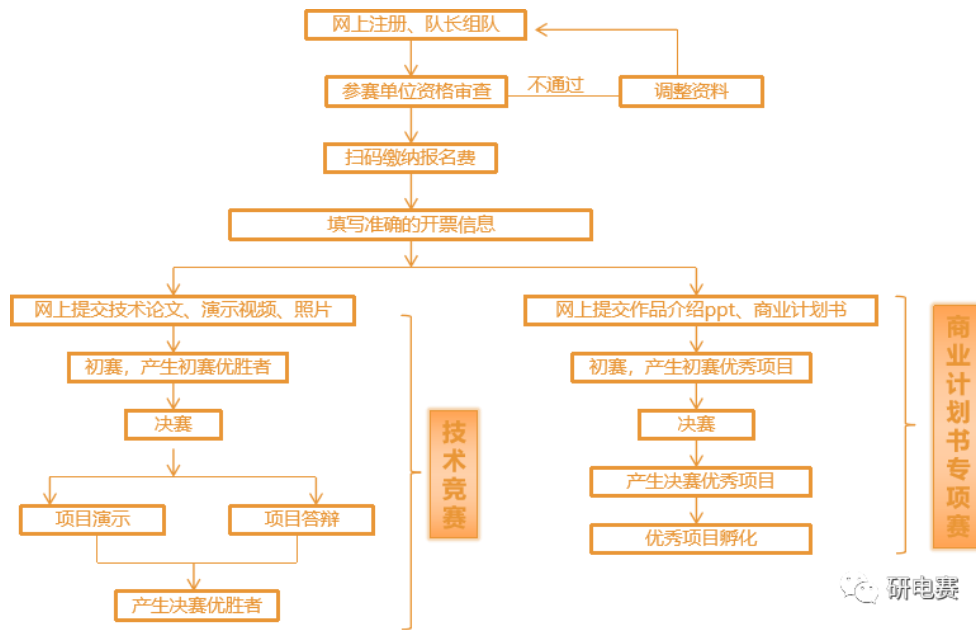 网上注册、队长组队
参赛单位资格审查
不通过
调整资料
扫码缴纳报名费
填写准确的开票信息
网上提交技术论文、演示视频、照片
初赛，产生初赛优胜者
决赛
项目演示
项目答辩
产生决赛优胜者
技术竞赛
网上提交作品介绍ppt、商业计划书
初赛，产生初赛优秀项目
决赛
产生决赛优秀项目
优秀项目孵化
商业计划书专项赛
研电赛